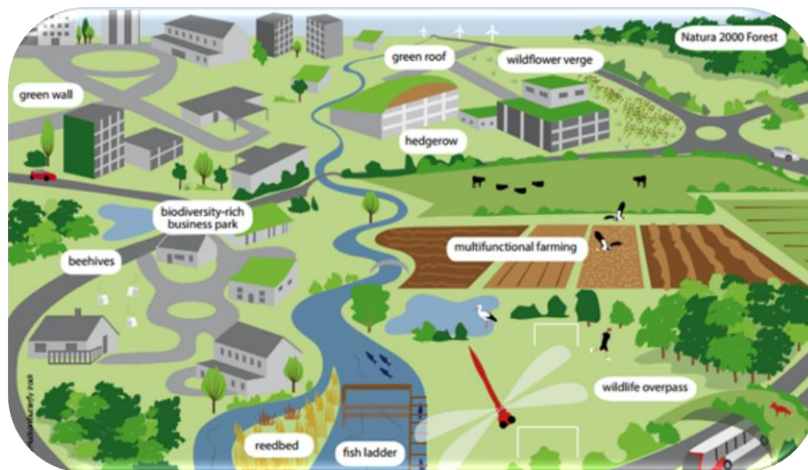 Natura 2000 Forest
green roof
wildflower verge
green wall
hedgerow
biodiversity-rich
business park
multifunctional farming
beehives
wildlife overpass
reedbed
fish ladder